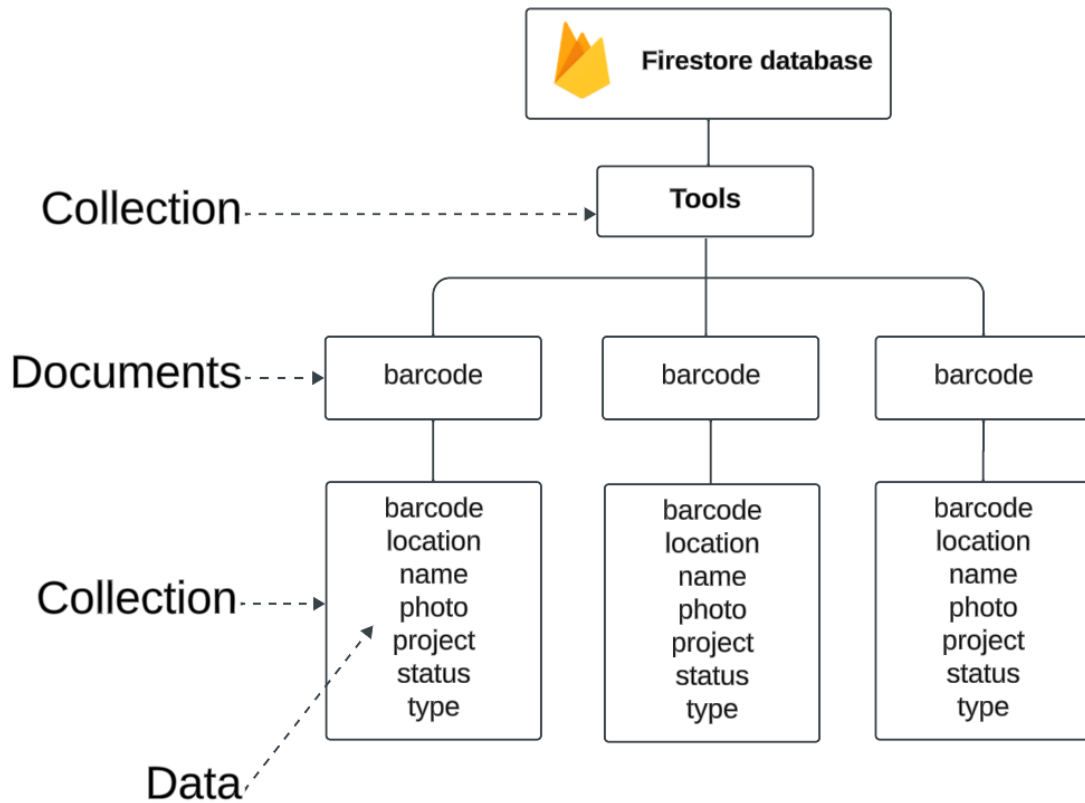 Firestore database
Collection
Tools
Documents
barcode
barcode
barcode
Collection
barcode
location
name
photo
project
status
type
barcode
location
name
photo
project
status
type
barcode
location
name
photo
project
status
type
Data